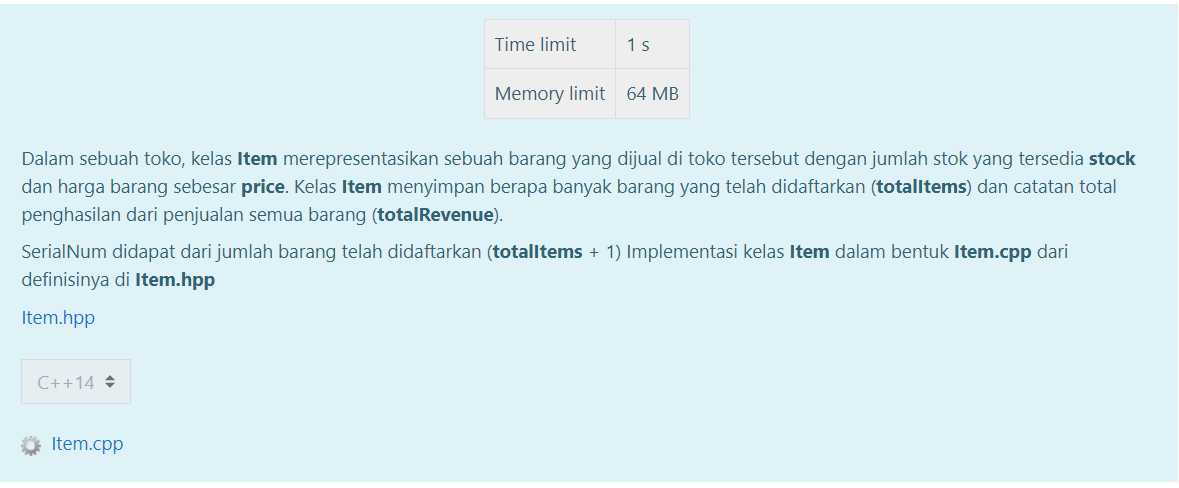 Time limit 1 s
Memory limit 64 MB
Dalam sebuah toko, kelas Item merepresentasikan sebuah barang yang dijual di toko tersebut dengan jumlah stok yang tersedia stock
dan harga barang sebesar price. Kelas Item menyimpan berapa banyak barang yang telah didaftarkan (totalItems) dan catatan total
penghasilan dari penjualan semua barang (totalRevenue).
SerialNum didapat dari jumlah barang telah didaftarkan (totalItems + 1) Implementasi kelas Item dalam bentuk Item.cpp dari
definisinya di Item.hpp
Item.hpp
C++14
Item.cpp